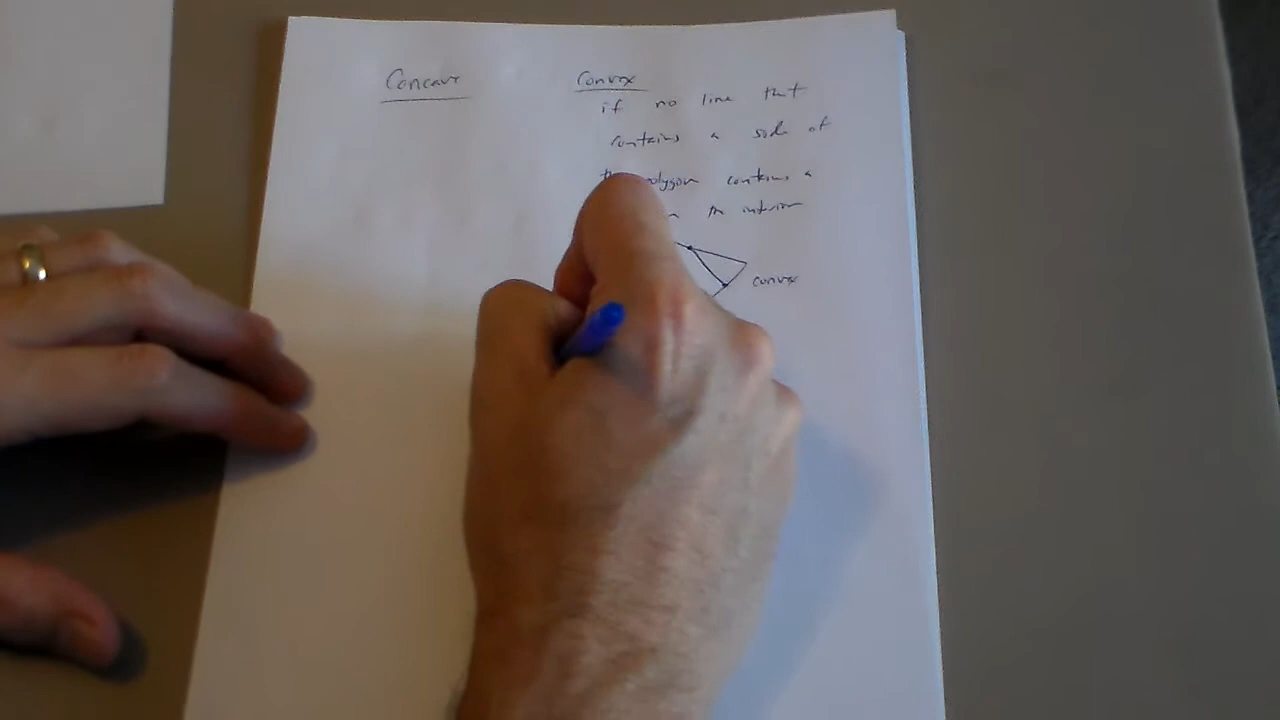 Concave
Convex
if no line that
contains a side of
the polygon contains a
the interior
convex